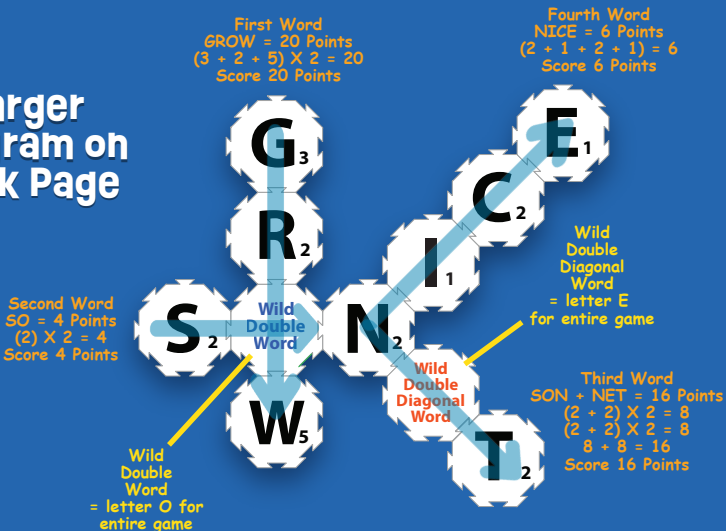 First Word
GROW = 20 Points
(3 + 2 + 5) X 2 = 20
Score 20 Points
Fourth Word
NICE = 6 Points
(2 + 1 + 2 + 1) = 6
Score 6 Points
arger
ram on
k Page
G3
R2
E1
C2
I1
Wild
Double
Diagonal
Word
= letter E
for entire game
Second Word
SO = 4 Points
(2) X 2 = 4
Score 4 Points
S2
Wild
Double
Word
N2
Wild
Double
Diagonal
Word
W5
T2
Third Word
SON + NET = 16 Points
(2 + 2) X 2 = 8
(2 + 2) X 2 = 8
8 + 8 = 16
Score 16 Points
Wild
Double
Word
= letter O for
entire game